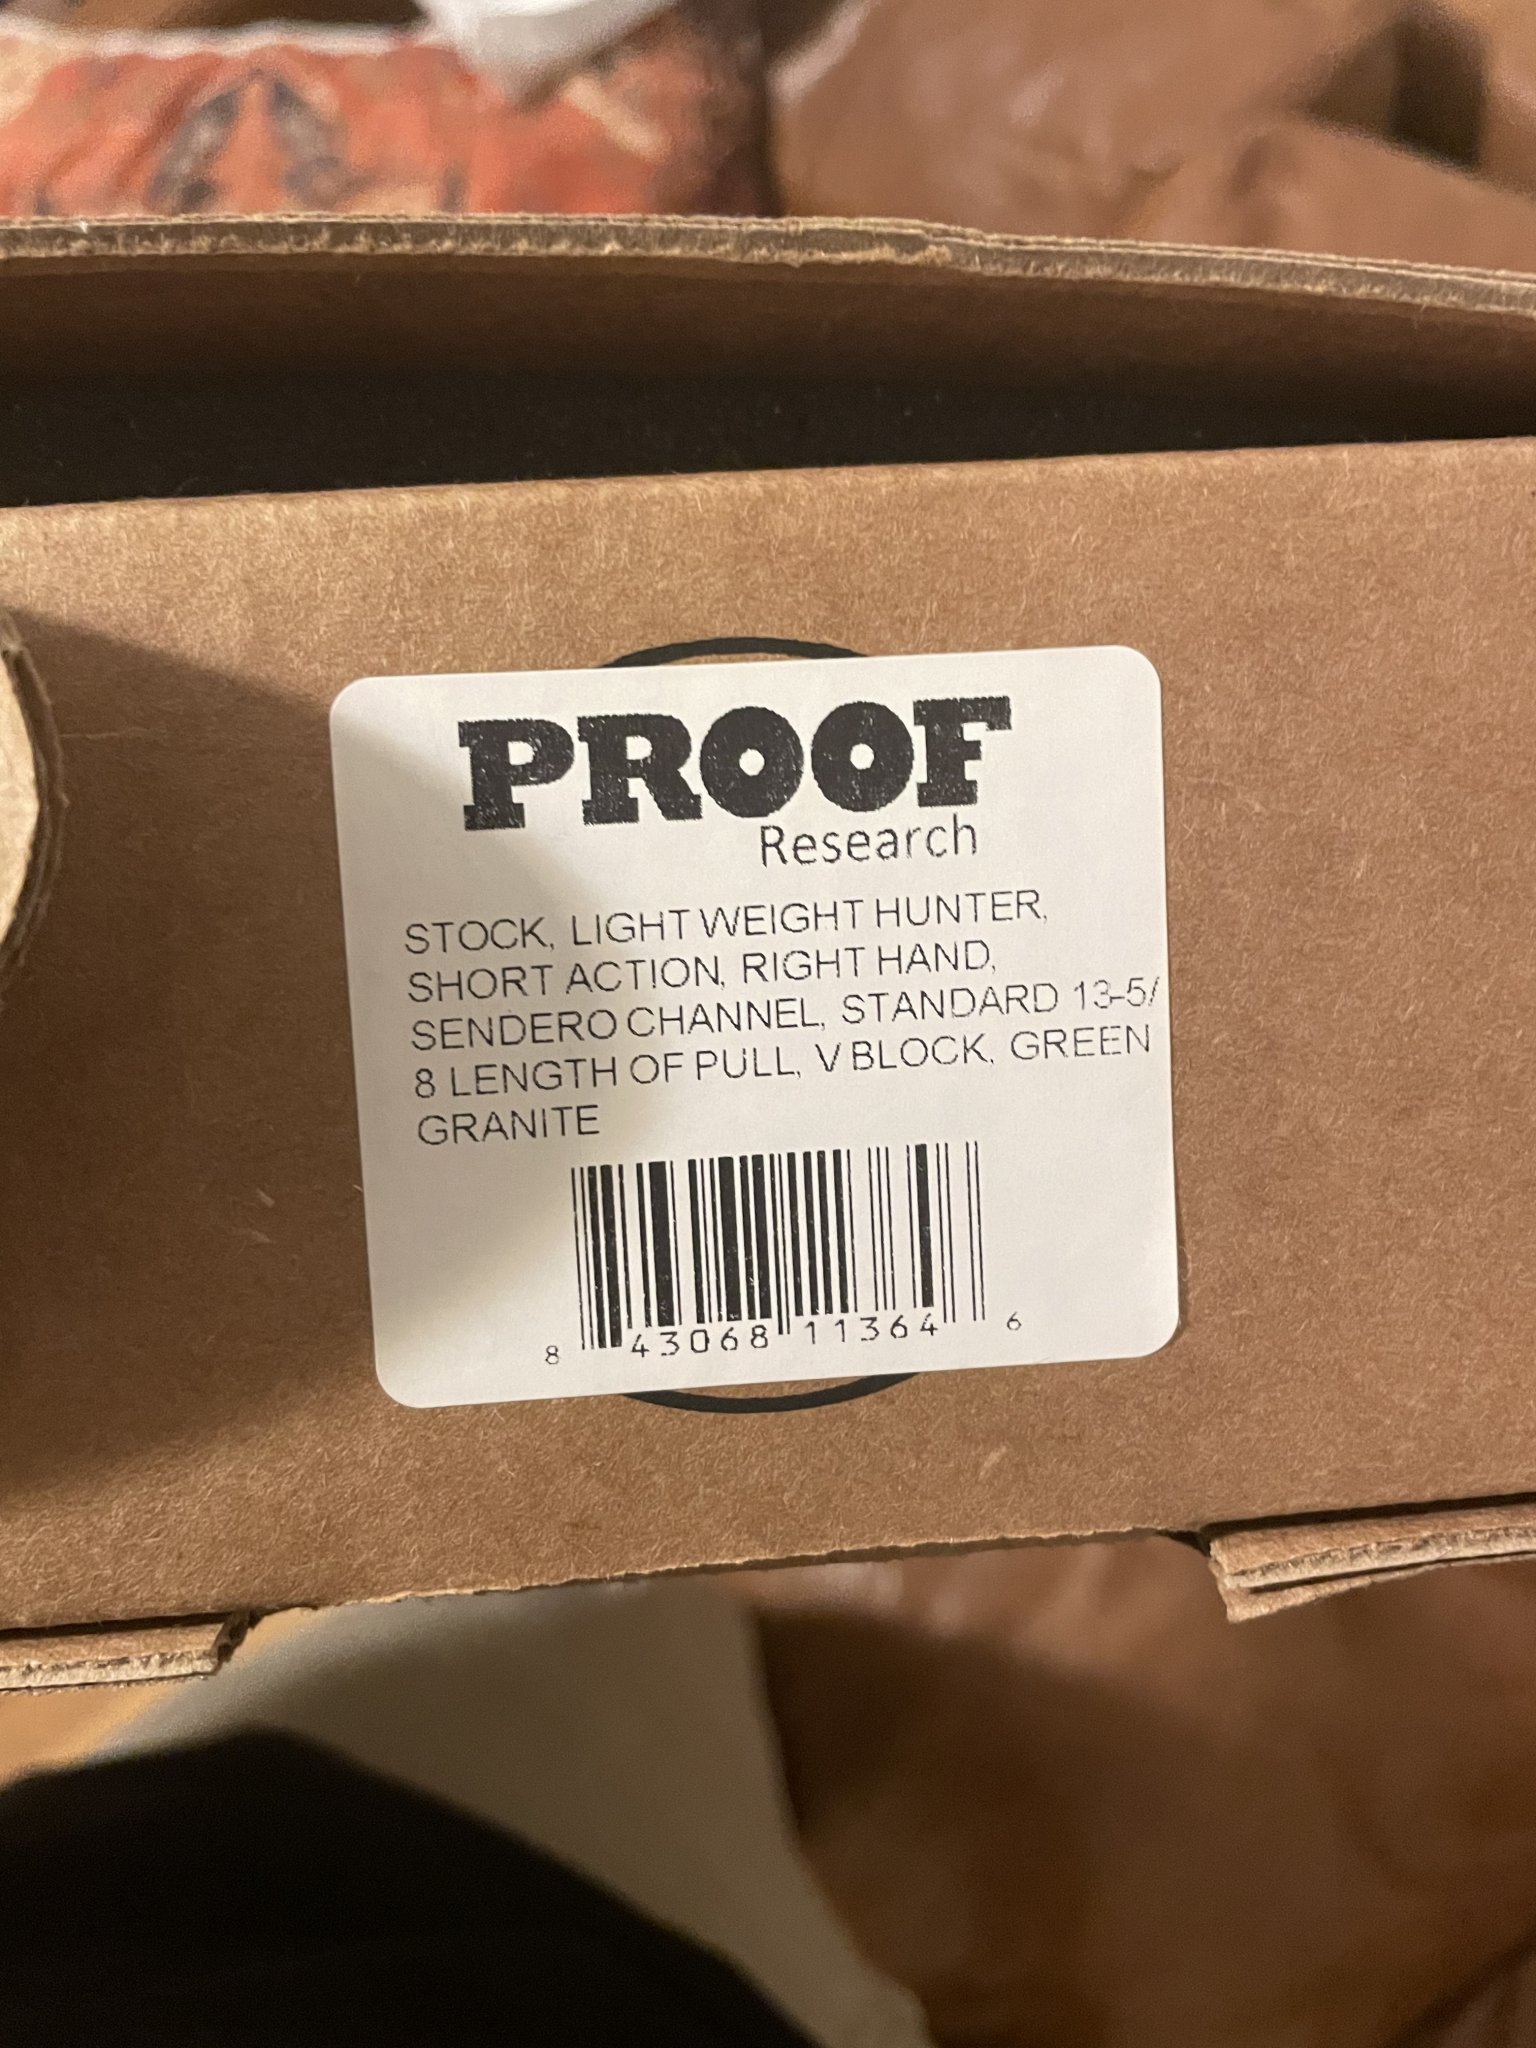 PROOF
Research
STOCK, LIGHT WEIGHT HUNTER,
SHORT ACTION, RIGHT HAND,
SENDERO CHANNEL, STANDARD 13-5/
8 LENGTH OF PULL, V BLOCK, GREEN
GRANITE
8 43068 11364 6